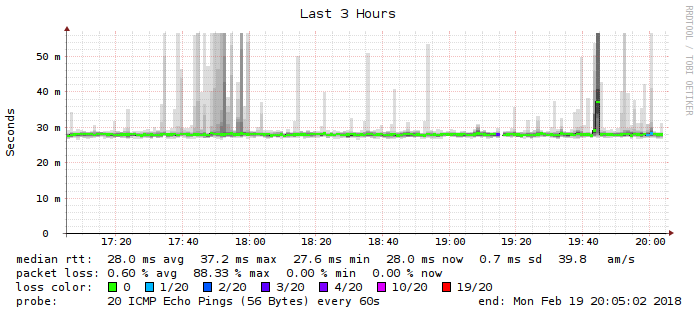 Last 3 Hours
RRDTOOL / TOBI OETIKER
Seconds
50 m
40 m
30 m
20 m
10 m
0
17:20 17:40 18:00 18:20 18:40 19:00 19:20 19:40 20:00
median rtt: 28.0 ms avg 37.2 ms max 27.6 ms min 28.0 ms now 0.7 ms sd 39.8 am/s
packet loss: 0.60 % avg 88.33 % max 0.00 % min 0.00 % now
loss color: 0 1/20 2/20 3/20 4/20 10/20 19/20
probe: 20 ICMP Echo Pings (56 Bytes) every 60s end: Mon Feb 19 20:05:02 2018